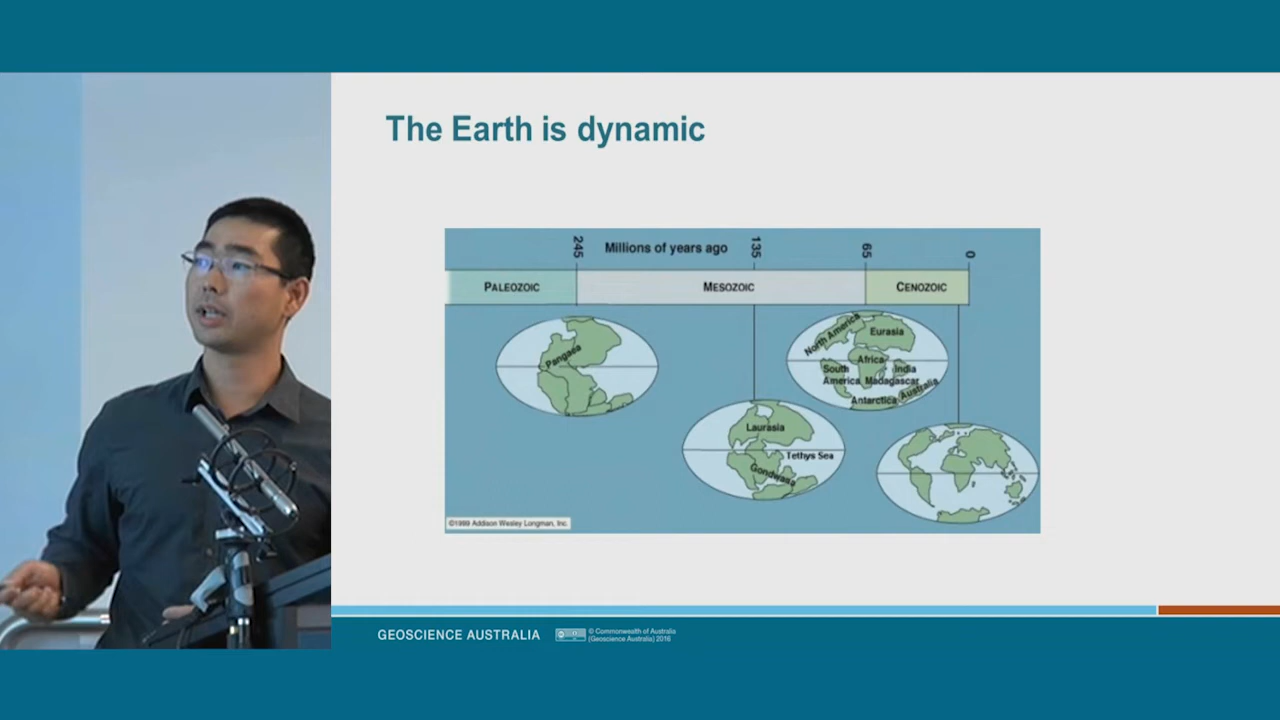 The Earth is dynamic
245
Millions of years ago
135
65
0
PALEOZOIC
MESOZOIC
CENOZOIC
Pangaea
North America
Eurasia
Africa
South
America
India
Madagascar
Australia
Antarctica
Laurasia
Tethys Sea
Gondwana
©1999 Addison Wesley Longman, Inc.
GEOSCIENCE AUSTRALIA
© Commonwealth of Australia
(Geoscience Australia) 2016